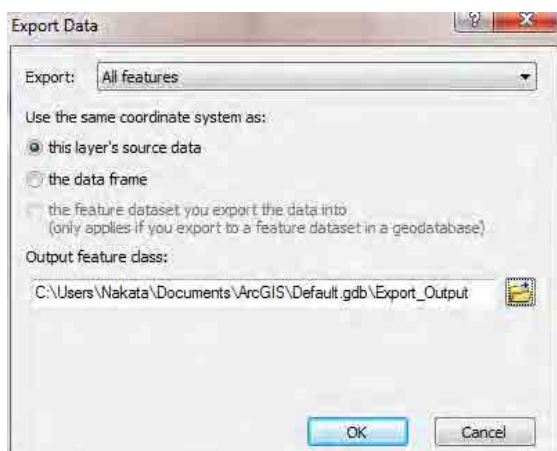 Export Data
Export: All features
Use the same coordinate system as:
this layer's source data
the data frame
the feature dataset you export the data into
(only applies if you export to a feature dataset in a geodatabase)
Output feature class:
C:\Users\Nakata\Documents\ArcGIS\Default.gdb\Export_Output
OK Cancel